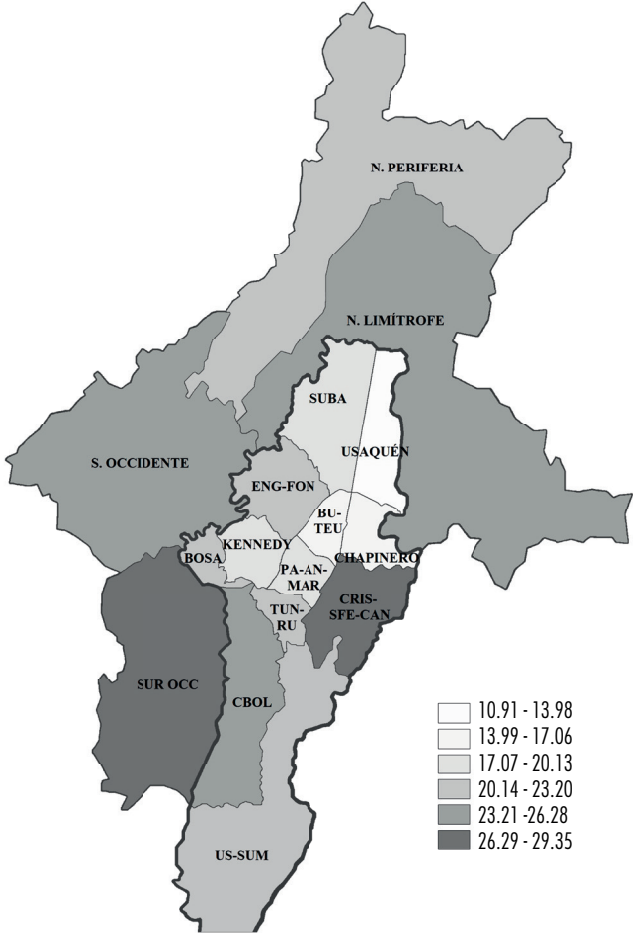 N. PERIFERIA
N. LIMÍTROFE
SUBA
USAQUÉN
S. OCCIDENTE
ENG-FON
BU-
TEU
KENNEDY
BOSA
CHAPINERO
PA-AN-
MAR
CRIS-
SFE-CAN
TUN-
RU
SUR OCC
CBOL
US-SUM
10.91 - 13.98
13.99 - 17.06
17.07 - 20.13
20.14 - 23.20
23.21 -26.28
26.29 - 29.35